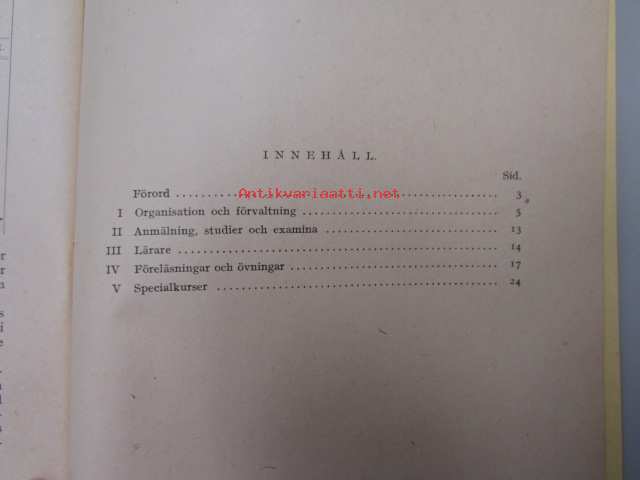 INNEHÅLL.
Sid.
Förord 3
I Organisation och förvaltning 5
II Anmälning, studier och examina 13
III Lärare 14
IV Föreläsningar och övningar 17
V Specialkurser 24
Antikvariaatti.net